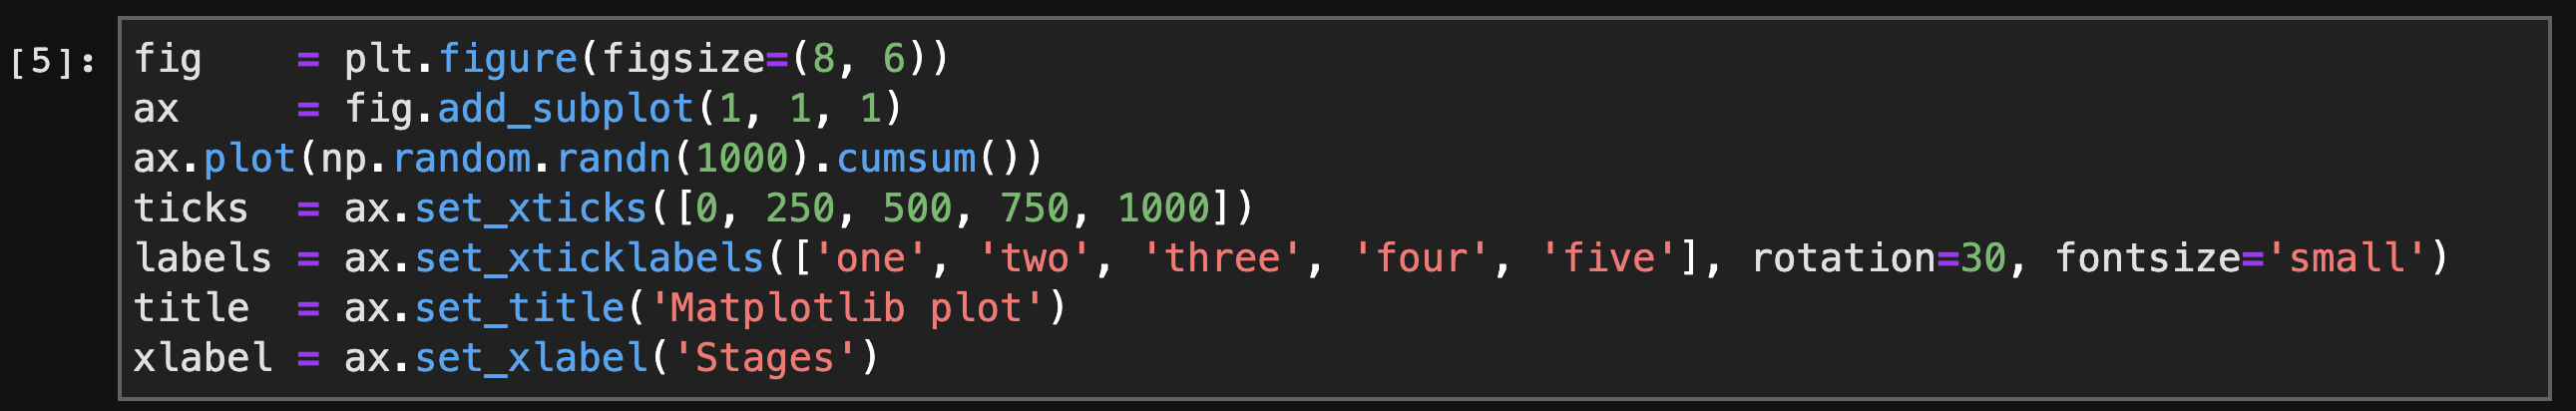 [5]: fig    = plt.figure(figsize=(8, 6))
ax     = fig.add_subplot(1, 1, 1)
ax.plot(np.random.randn(1000).cumsum())
ticks  = ax.set_xticks([0, 250, 500, 750, 1000])
labels = ax.set_xticklabels(['one', 'two', 'three', 'four', 'five'], rotation=30, fontsize='small')
title  = ax.set_title('Matplotlib plot')
xlabel = ax.set_xlabel('Stages')